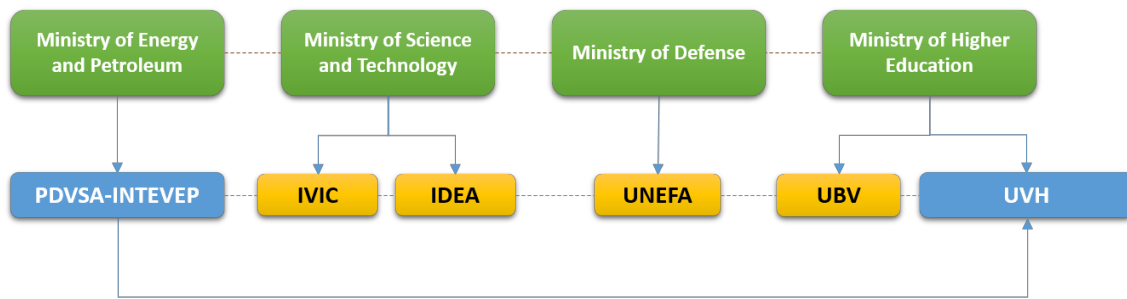 Ministry of Energy
and Petroleum
Ministry of Science
and Technology
Ministry of Defense
Ministry of Higher
Education
PDVSA-INTEVEP
IVIC
IDEA
UNEFA
UBV
UVH